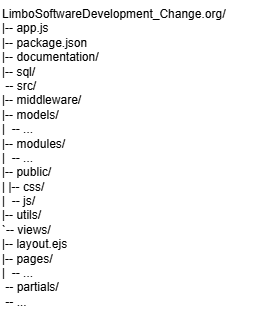 LimboSoftwareDevelopment_Change.org/
|-- app.js
|-- package.json
|-- documentation/
|-- sql/
-- src/
|-- middleware/
|-- models/
| -- ...
|-- modules/
| -- ...
|-- public/
| |-- css/
| -- js/
|-- utils/
`-- views/
|-- layout.ejs
|-- pages/
| -- ...
-- partials/
-- ...